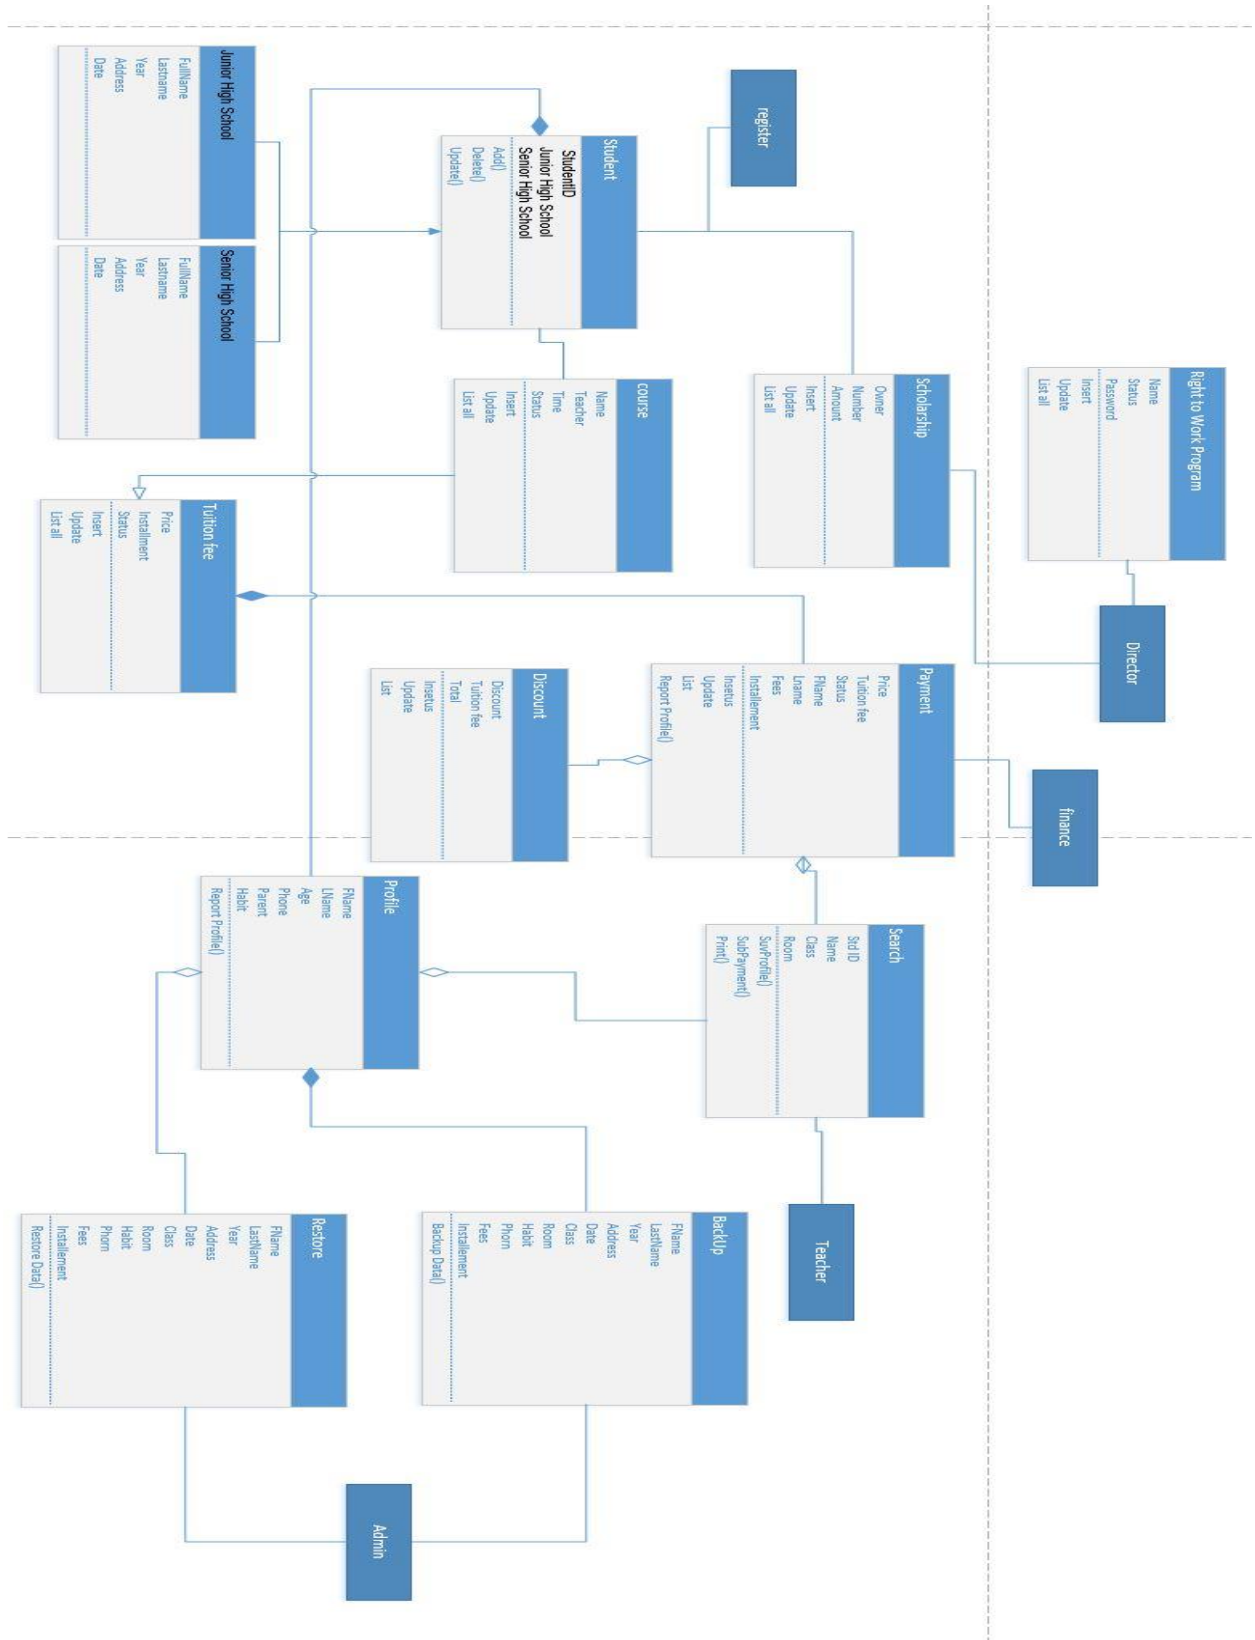 Right to Work Program
Name
Status
Password
Insert
Update
List all
Director
finance
register
Scholarship
Owner
Number
Amount
Insert
Update
List all
Payment
Price
Tuition fee
Status
FName
Lname
Fees
Installement
Insetus
Update
List
Report Profile()
Search
Std ID
Name
Class
Room
SuvProfile()
SubPayment()
Print()
Teacher
Student
StudentID
Junior High School
Senior High School
Add()
Delete()
Update()
course
Name
Teacher
Time
Status
Insert
Update
List all
Discount
Discount
Tuition fee
Total
Insetus
Update
List
BackUp
FName
LastName
Year
Address
Date
Class
Room
Habit
Phorn
Fees
Installement
Backup Data()
Profile
FName
LName
Age
Phone
Parent
Habit
Report Profile()
Admin
Junior High School
FullName
Lastname
Year
Address
Date
Senior High School
FullName
Lastname
Year
Address
Date
Tuition fee
Price
Installment
Status
Insert
Update
List all
Restore
FName
LastName
Year
Address
Date
Class
Room
Habit
Phorn
Fees
Installement
Restore Data()